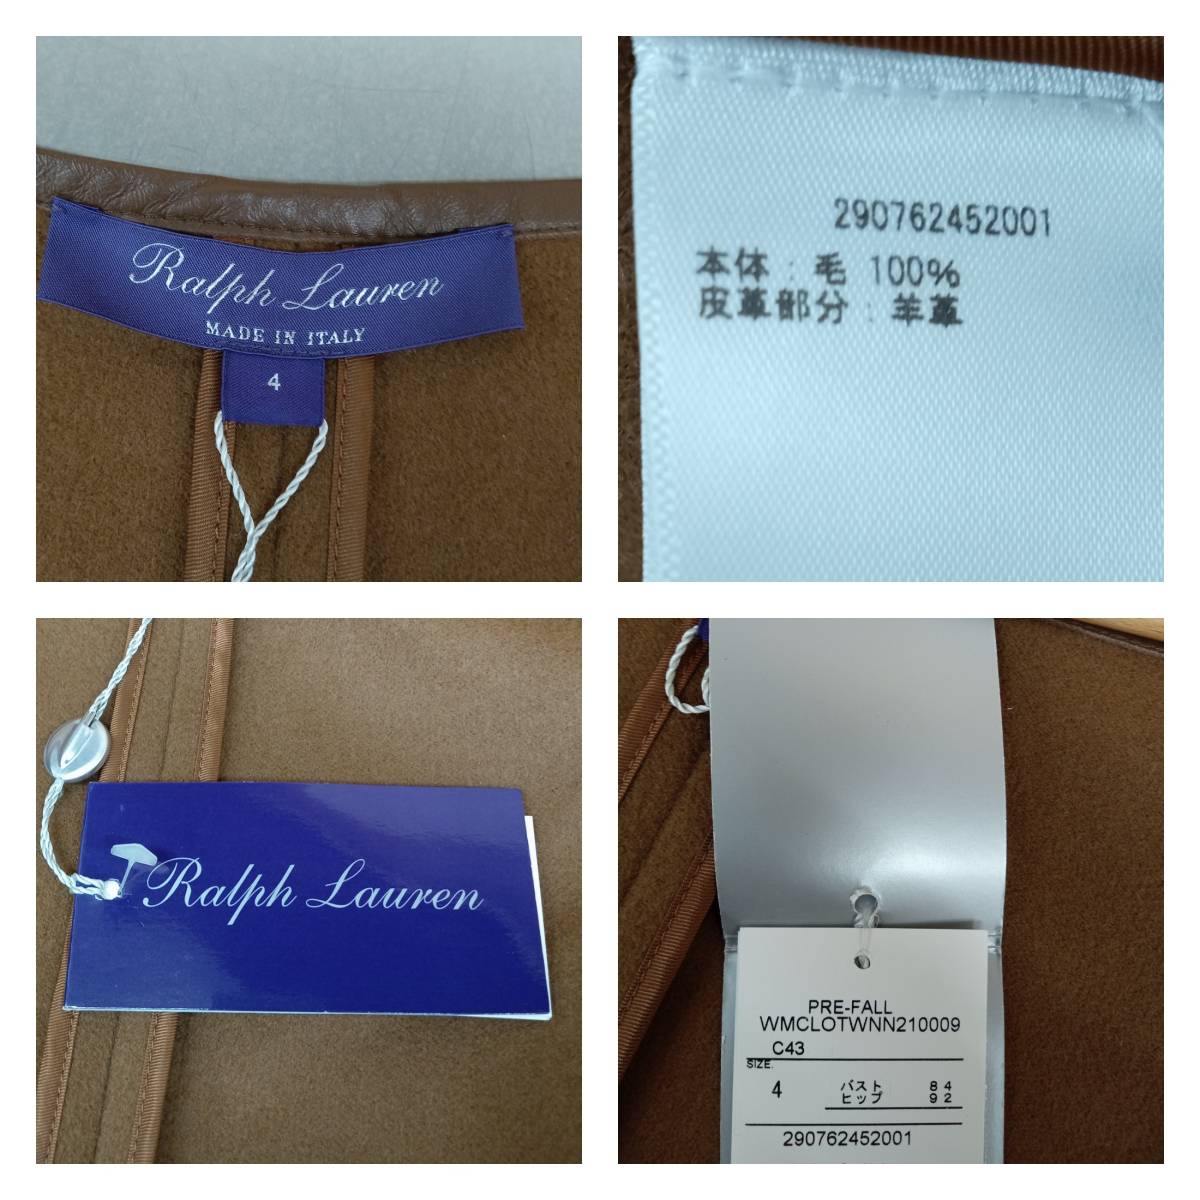 Ralph Lauren
MADE IN ITALY
4
290762452001
本体 : 毛 100%
皮革部分 : 羊革
Ralph Lauren
PRE-FALL
WMCLOTWNN210009
C43
SIZE.
4 バスト 84
ヒップ 92
290762452001